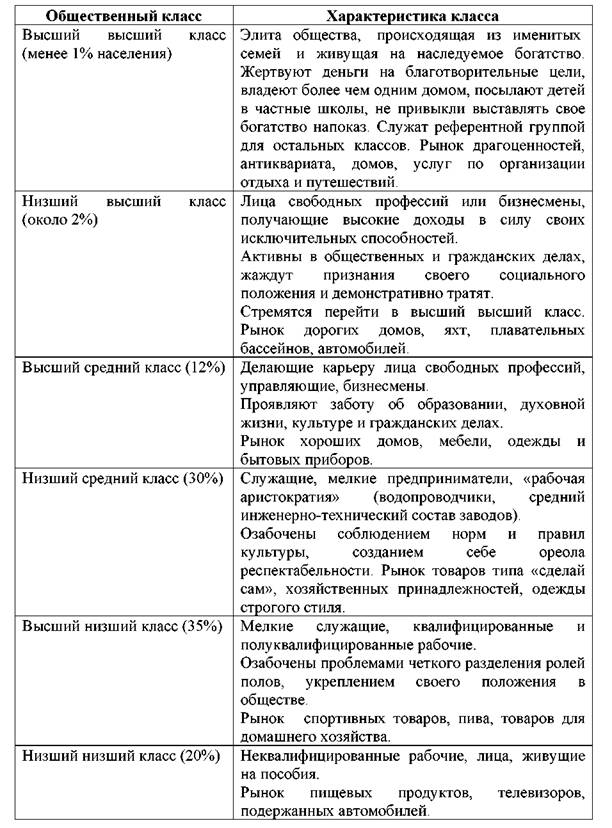 Общественный класс
Характеристика класса
Высший высший класс
(менее 1% населения)
Элита общества, происходящая из именитых
семей и живущая на наследуемое богатство.
Жертвуют деньги на благотворительные цели,
владеют более чем одним домом, посылают детей
в частные школы, не привыкли выставлять свое
богатство напоказ. Служат референтной группой
для остальных классов. Рынок драгоценностей,
антиквариата, домов, услуг по организации
отдыха и путешествий.
Низший высший класс
(около 2%)
Лица свободных профессий или бизнесмены,
получающие высокие доходы в силу своих
исключительных способностей.
Активны в общественных и гражданских делах,
жаждут признания своего социального
положения и демонстративно тратят.
Стремятся перейти в высший высший класс.
Рынок дорогих домов, яхт, плавательных
бассейнов, автомобилей.
Высший средний класс (12%)
Делающие карьеру лица свободных профессий,
управляющие, бизнесмены.
Проявляют заботу об образовании, духовной
жизни, культуре и гражданских делах.
Рынок хороших домов, мебели, одежды и
бытовых приборов.
Низший средний класс (30%)
Служащие, мелкие предприниматели, «рабочая
аристократия» (водопроводчики, средний
инженерно-технический состав заводов).
Озабочены соблюдением норм и правил
культуры, созданием себе ореола
респектабельности. Рынок товаров типа «сделай
сам», хозяйственных принадлежностей, одежды
строгого стиля.
Высший низший класс (35%)
Мелкие служащие, квалифицированные и
полуквалифицированные рабочие.
Озабочены проблемами четкого разделения ролей
полов, укреплением своего положения в
обществе.
Рынок спортивных товаров, пива, товаров для
домашнего хозяйства.
Низший низший класс (20%)
Неквалифицированные рабочие, лица, живущие
на пособия.
Рынок пищевых продуктов, телевизоров,
подержанных автомобилей.